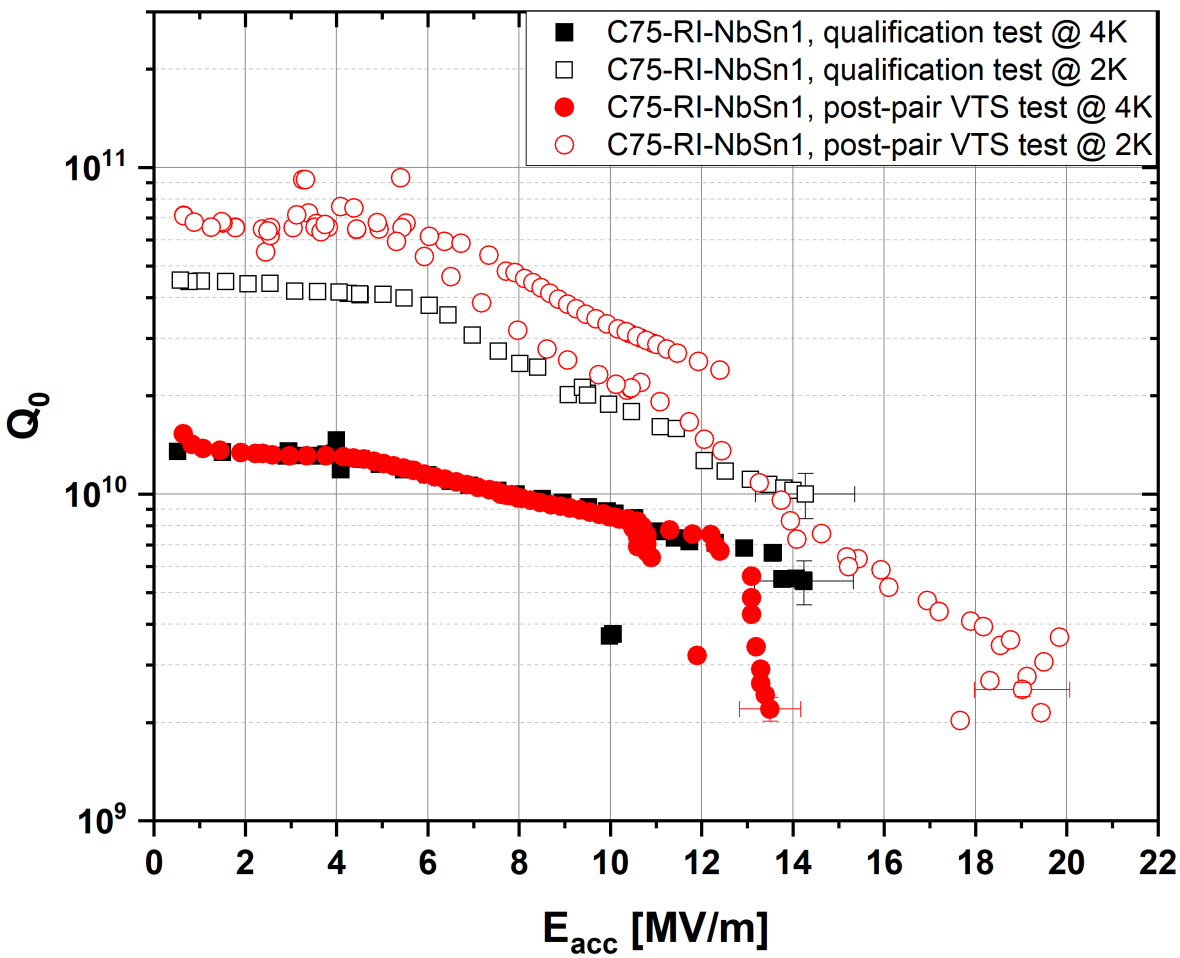 C75-RI-NbSn1, qualification test @ 4K
C75-RI-NbSn1, qualification test @ 2K
C75-RI-NbSn1, post-pair VTS test @ 4K
C75-RI-NbSn1, post-pair VTS test @ 2K
10¹¹
10¹⁰
10⁹
Q₀
0 2 4 6 8 10 12 14 16 18 20 22
E_acc [MV/m]